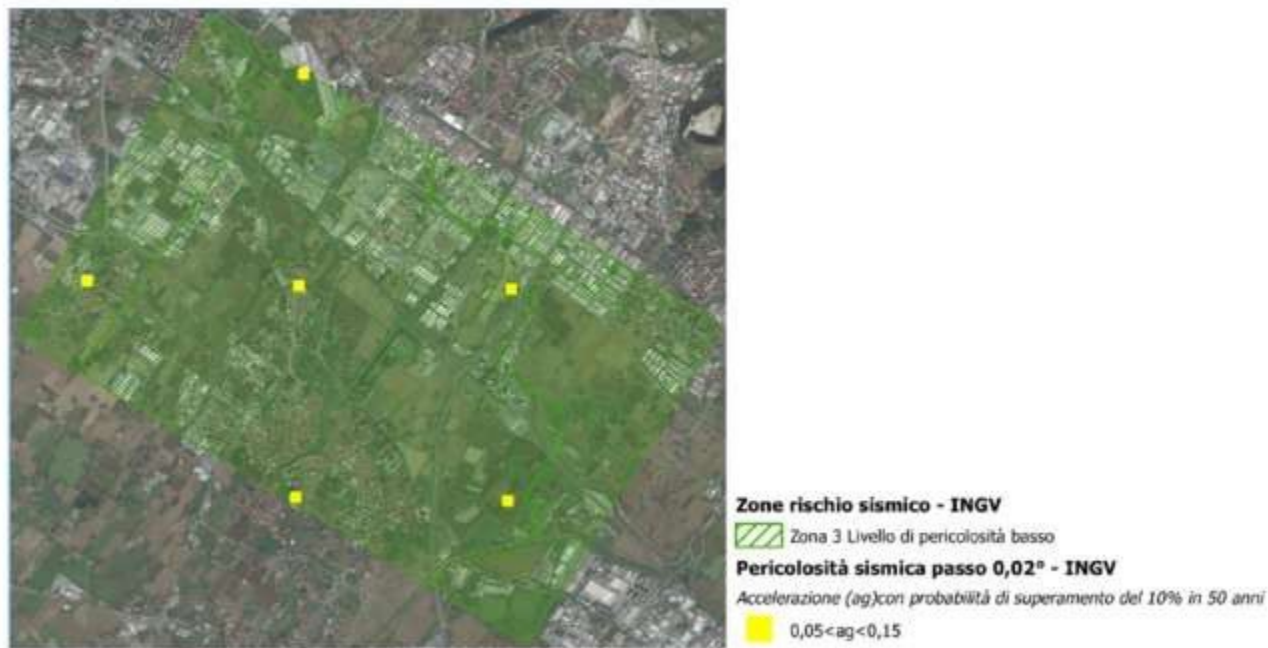 Zone rischio sismico - INGV
Zona 3 Livello di pericolosità basso
Pericolosità sismica passo 0,02° - INGV
Accelerazione (ag)con probabilità di superamento del 10% in 50 anni
0,05<ag<0,15